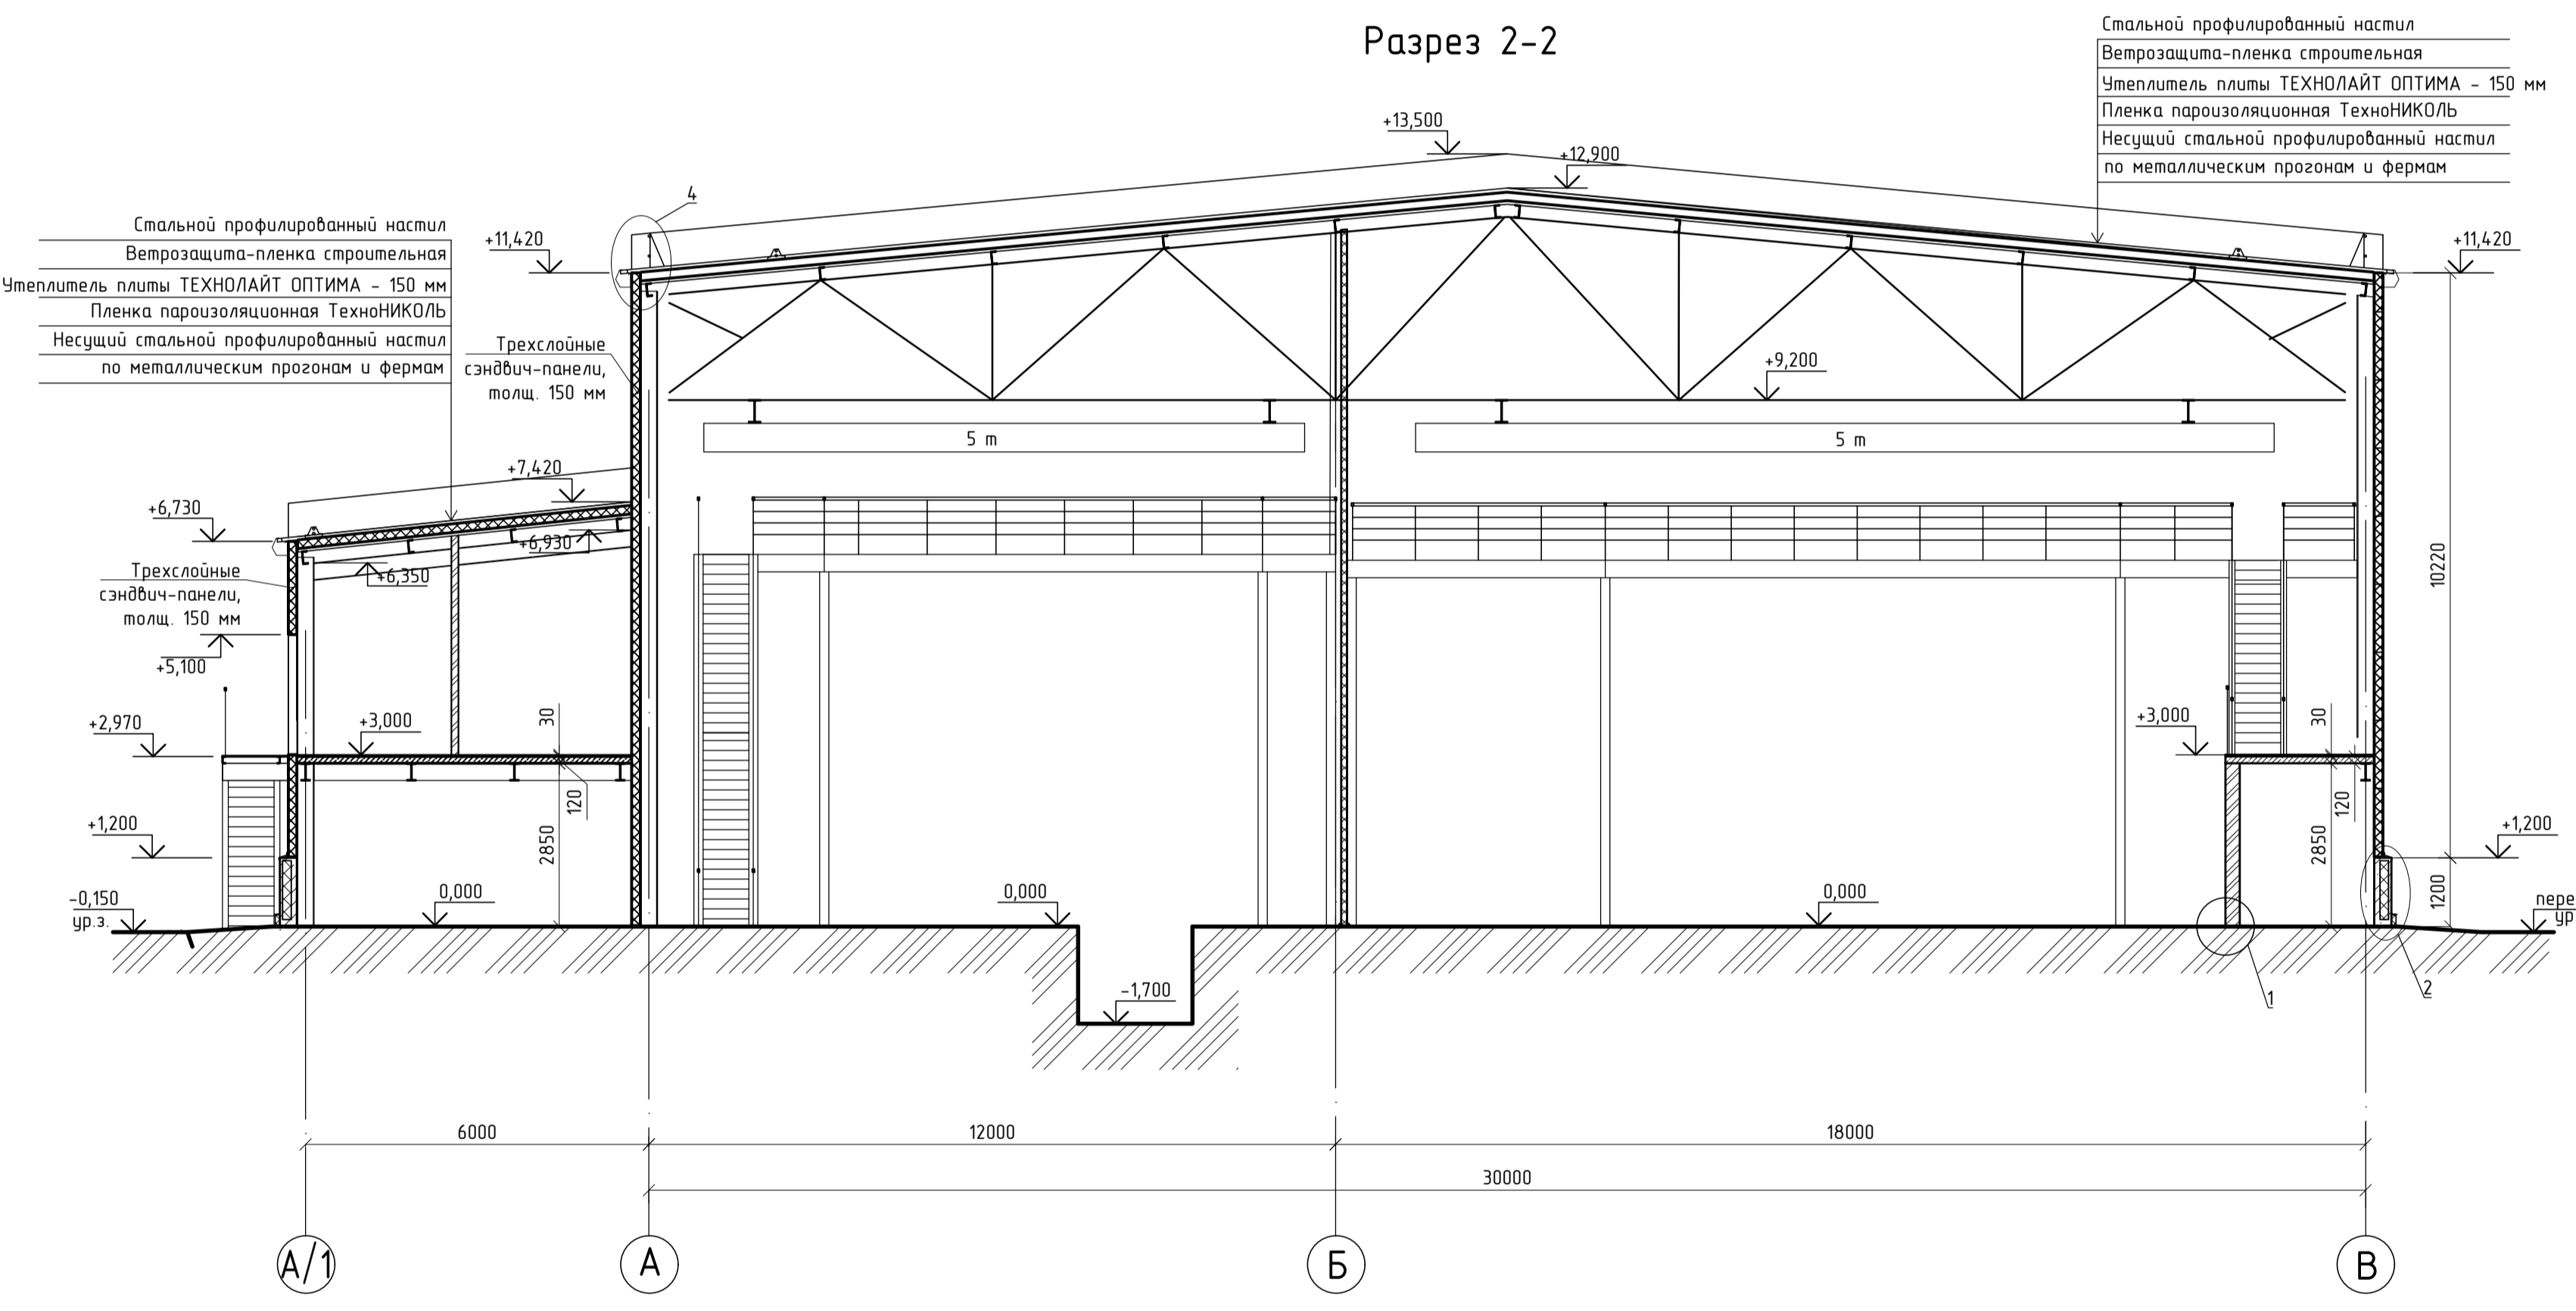 Разрез 2-2
Стальной профилированный настил
Ветрозащита-пленка строительная
Утеплитель плиты ТЕХНОЛАЙТ ОПТИМА - 150 мм
Пленка пароизоляционная ТехноНИКОЛЬ
Несущий стальной профилированный настил
по металлическим прогонам и фермам
+13,500
+12,900
4
Стальной профилированный настил
Ветрозащита-пленка строительная
Утеплитель плиты ТЕХНОЛАЙТ ОПТИМА - 150 мм
Пленка пароизоляционная ТехноНИКОЛЬ
Несущий стальной профилированный настил
по металлическим прогонам и фермам
+11,420
+11,420
Трехслойные
сэндвич-панели,
толщ. 150 мм
+9,200
5 т
5 т
+7,420
+6,730
+6,930
+6,350
Трехслойные
сэндвич-панели,
толщ. 150 мм
+5,100
10220
+2,970
+3,000
30
+3,000
30
120
120
+1,200
2850
2850
+1,200
-0,150
ур.з.
0,000
0,000
0,000
1200
пере
ур
-1,700
1
2
6000
12000
18000
30000
А/1
А
Б
В